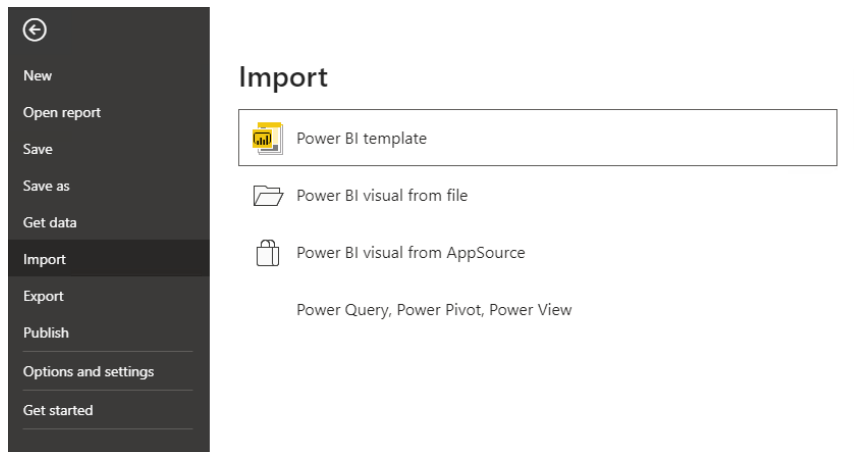 New
Open report
Save
Save as
Get data
Import
Export
Publish
Options and settings
Get started
Import
Power BI template
Power BI visual from file
Power BI visual from AppSource
Power Query, Power Pivot, Power View